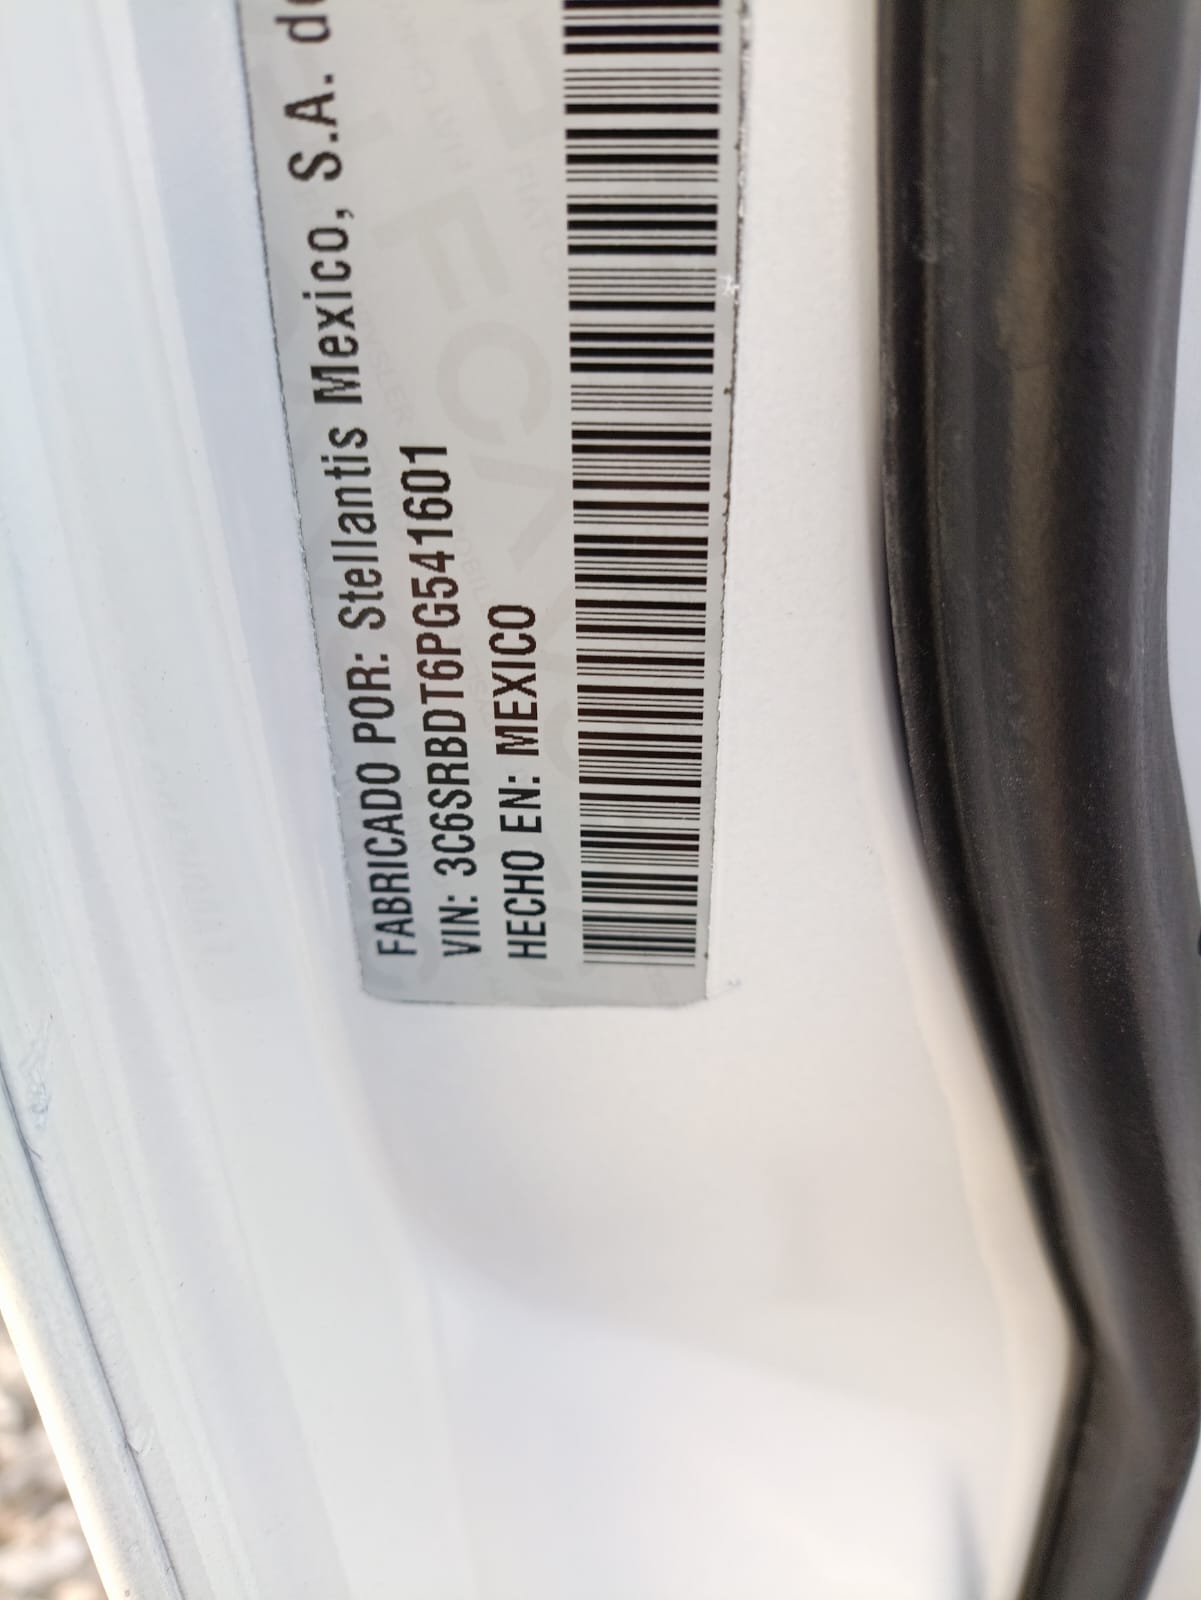 FABRICADO POR: Stellantis Mexico, S.A. de
VIN: 3C6SRBDT6PG541601
HECHO EN: MEXICO